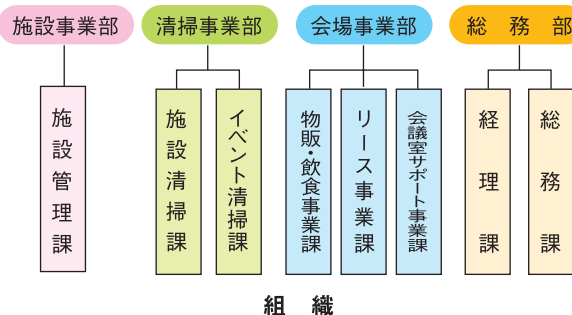 施設事業部
清掃事業部
会場事業部
総務部
施設管理課
施設清掃課
イベント清掃課
物販・飲食事業課
リース事業課
会議室サポート事業課
経理課
総務課
組織